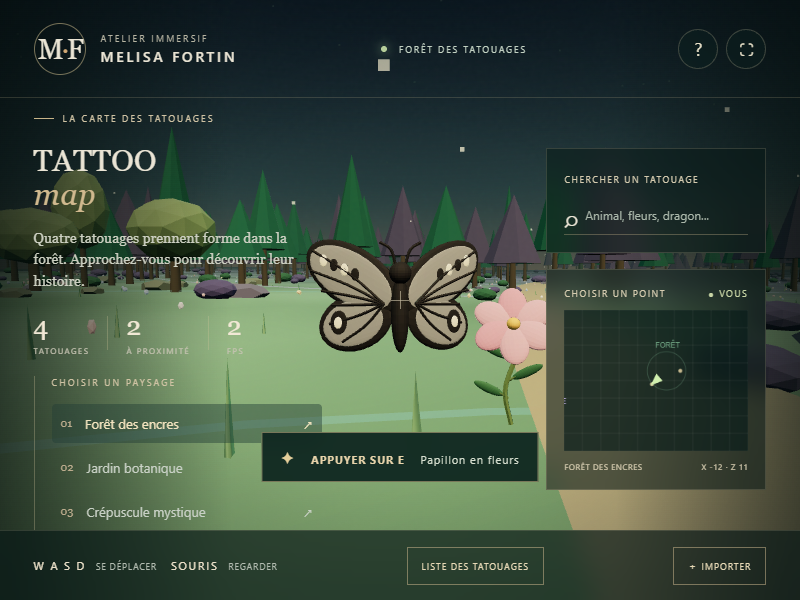 M·F
ATELIER IMMERSIF
MELISA FORTIN
FORÊT DES TATOUAGES
?
LA CARTE DES TATOUAGES
TATTOO
map
Quatre tatouages prennent forme dans la
forêt. Approchez-vous pour découvrir leur
histoire.
4
TATOUAGES
2
À PROXIMITÉ
2
FPS
CHOISIR UN PAYSAGE
01 Forêt des encres ↗
02 Jardin botanique
03 Crépuscule mystique ↗
✦ APPUYER SUR E Papillon en fleurs
CHERCHER UN TATOUAGE
Animal, fleurs, dragon...
CHOISIR UN POINT
VOUS
FORÊT
FORÊT DES ENCRES
X -12 · Z 11
W A S D SE DÉPLACER SOURIS REGARDER
LISTE DES TATOUAGES
+ IMPORTER